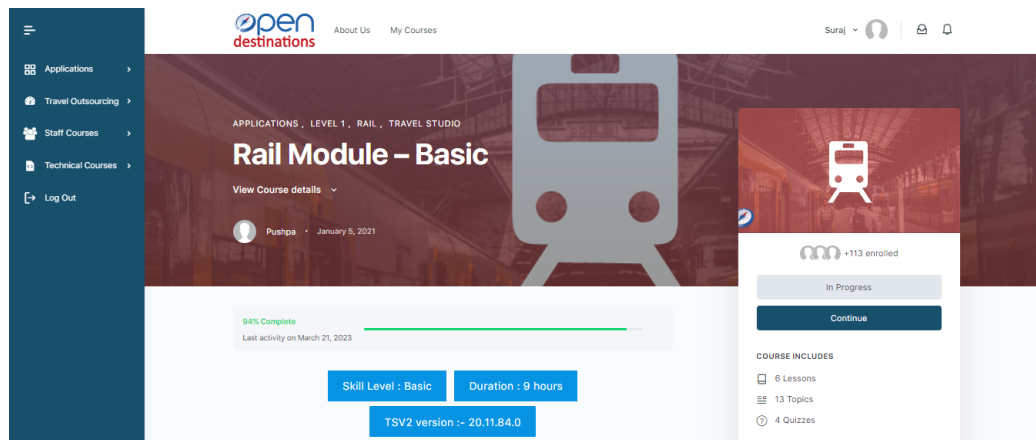 open
destinations
About Us
My Courses
Suraj
Applications
Travel Outsourcing
Staff Courses
Technical Courses
Log Out
APPLICATIONS , LEVEL 1 , RAIL , TRAVEL STUDIO
Rail Module – Basic
View Course details
Pushpa · January 5, 2021
+113 enrolled
In Progress
Continue
94% Complete
Last activity on March 21, 2023
Skill Level : Basic
Duration : 9 hours
TSV2 version :- 20.11.84.0
COURSE INCLUDES
6 Lessons
13 Topics
4 Quizzes